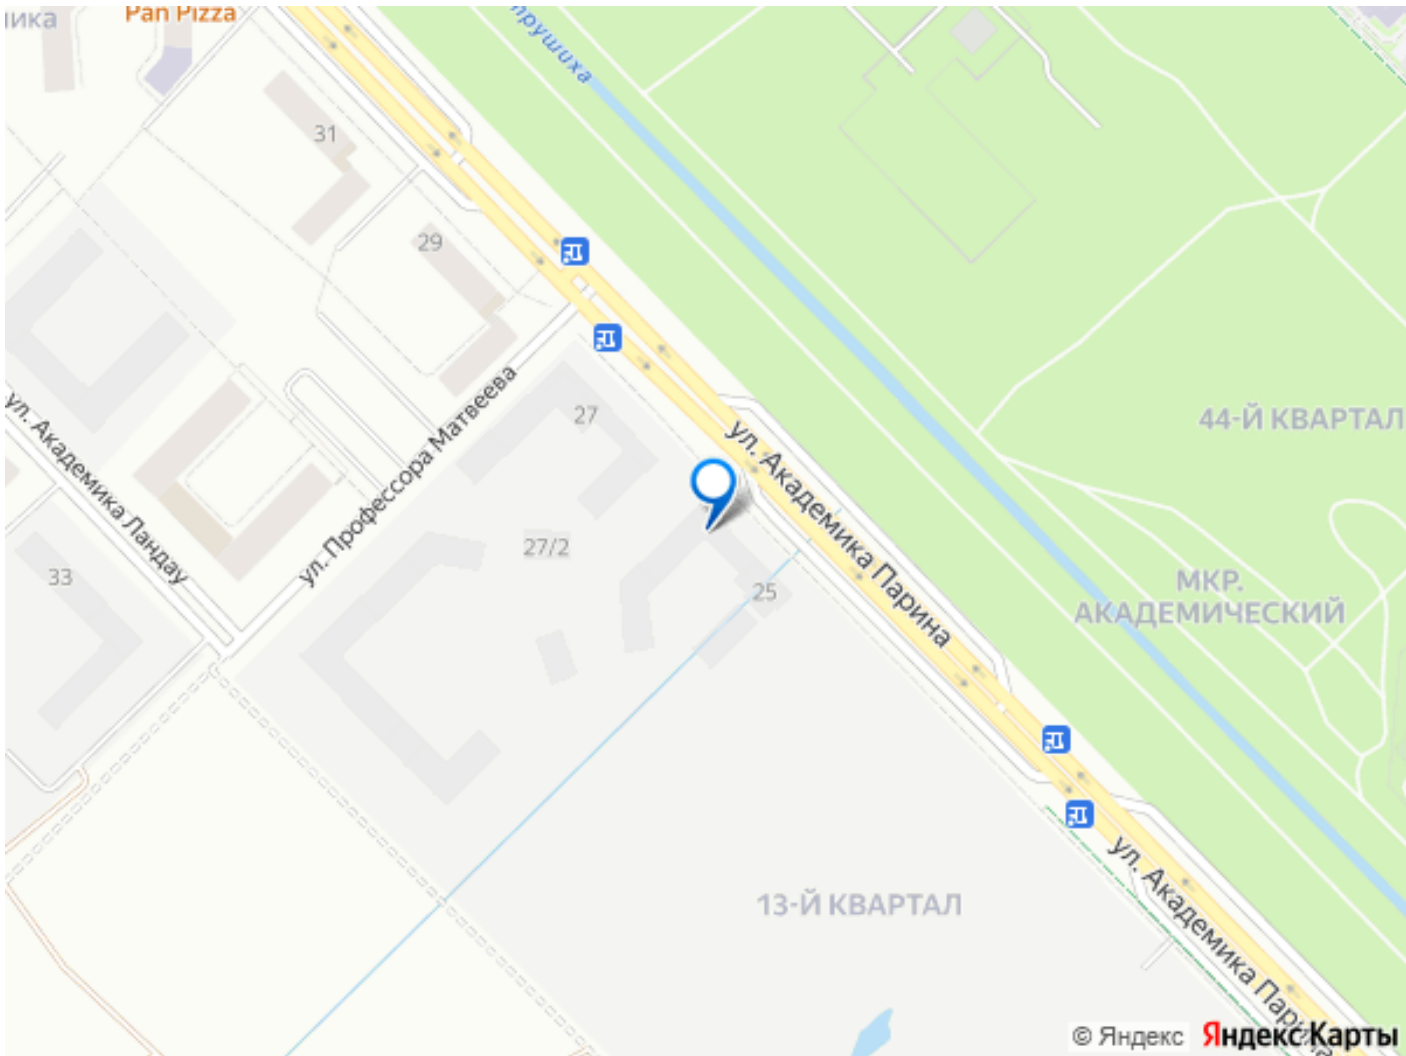 Pan Pizza
31
29
ул. Академика Парина
44-Й КВАРТАЛ
27
ул. Профессора Матвеева
ул. Академика Ландау
27/2
33
25
МКР.
АКАДЕМИЧЕСКИЙ
13-Й КВАРТАЛ
ул. Академика Парина
© Яндекс Яндекс Карты